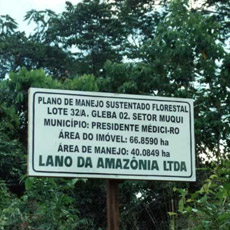 PLANO DE MANEJO SUSTENTADO FLORESTAL
LOTE 32/A. GLEBA 02. SETOR MUQUI
MUNICÍPIO: PRESIDENTE MÉDICI-RO
ÁREA DO IMÓVEL: 66.8590 ha
ÁREA DE MANEJO: 40.0849 ha
LANO DA AMAZÔNIA LTDA